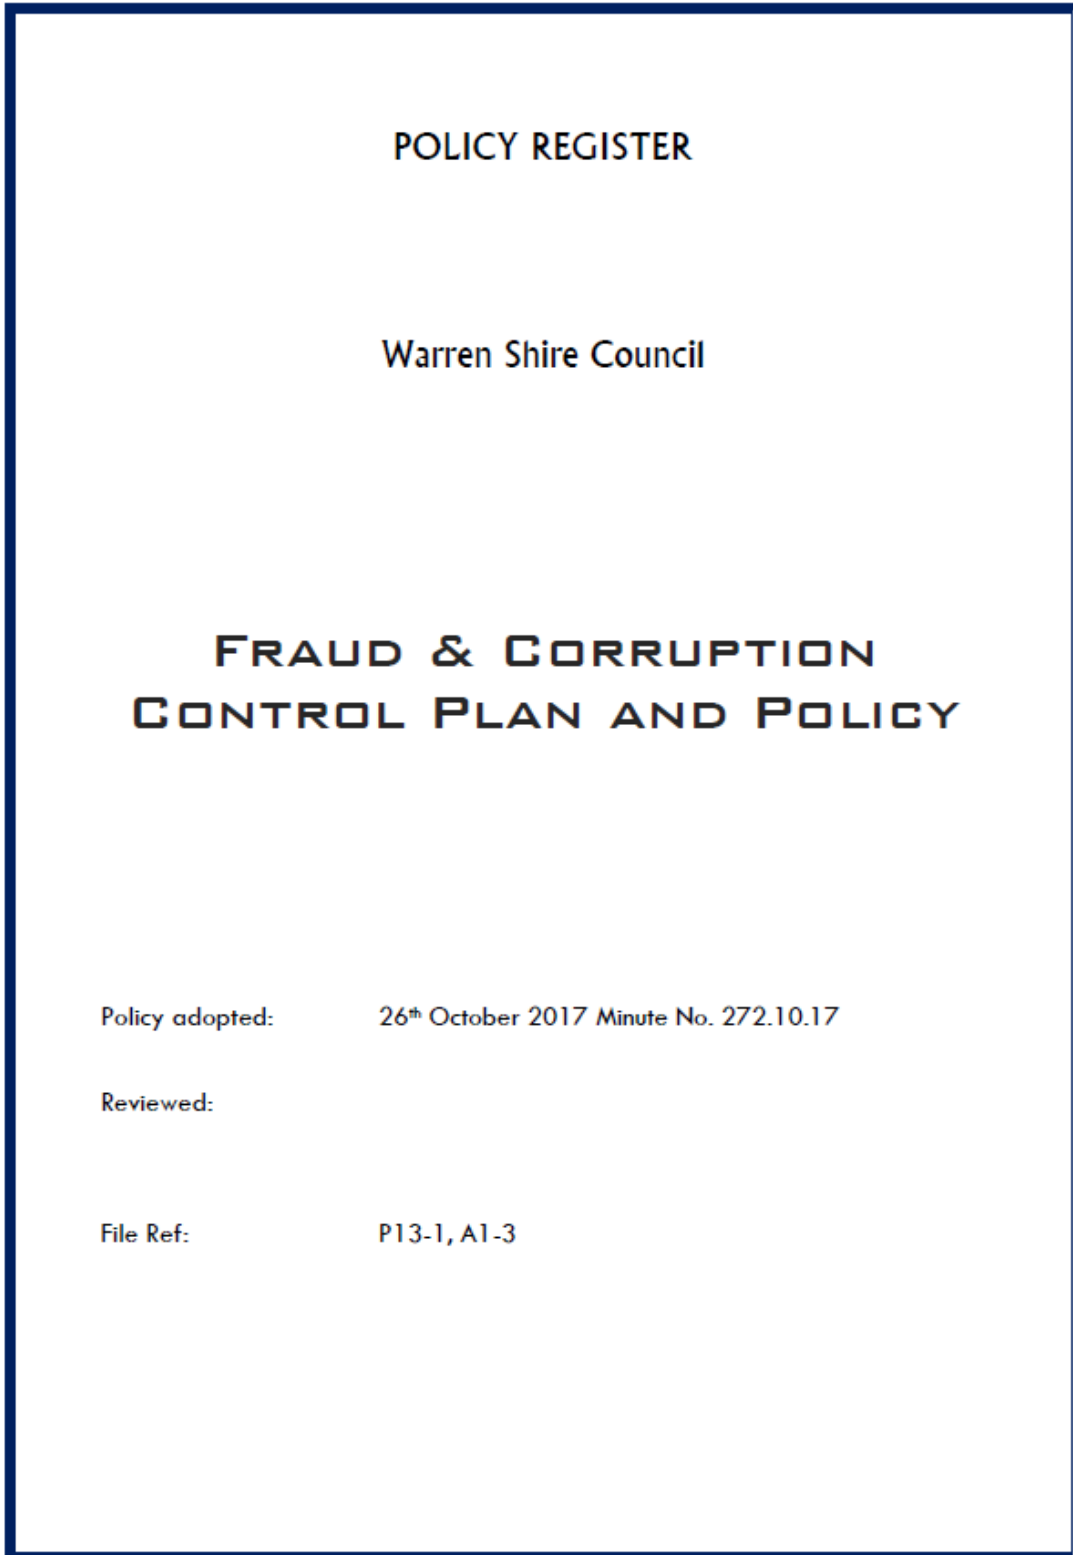 POLICY REGISTER
Warren Shire Council
FRAUD & CORRUPTION
CONTROL PLAN AND POLICY
Policy adopted: 26th October 2017 Minute No. 272.10.17
Reviewed:
File Ref: P13-1, A1-3